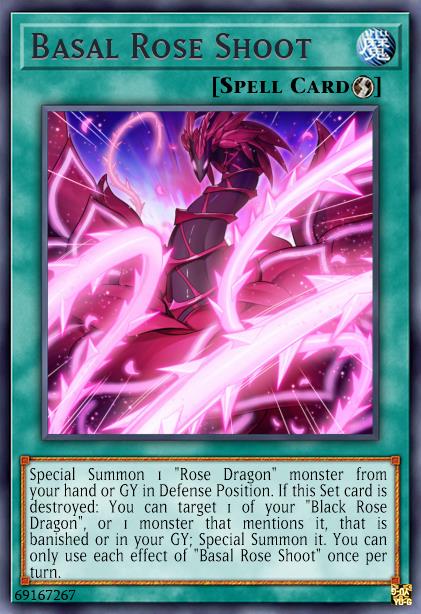 BASAL ROSE SHOOT
魔
[SPELL CARD]
Special Summon 1 "Rose Dragon" monster from
your hand or GY in Defense Position. If this Set card is
destroyed: You can target 1 of your "Black Rose
Dragon", or 1 monster that mentions it, that is
banished or in your GY; Special Summon it. You can
only use each effect of "Basal Rose Shoot" once per
turn.
69167267